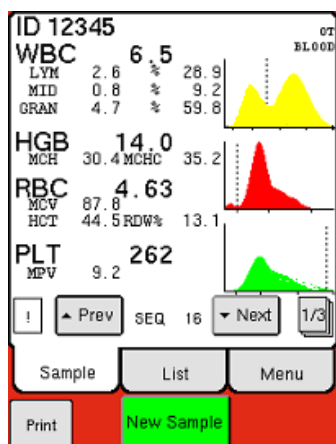 ID 12345 OT
WBC 6.5 BLOOD
LYM 2.6 % 28.9
MID 0.8 % 9.2
GRAN 4.7 % 59.8
HGB 14.0
MCH 30.4 MCHC 35.2
RBC 4.63
MCV 87.8
HCT 44.5 RDW% 13.1
PLT 262
MPV 9.2
! Prev SEQ 16 Next 1/3
Sample List Menu
Print New Sample